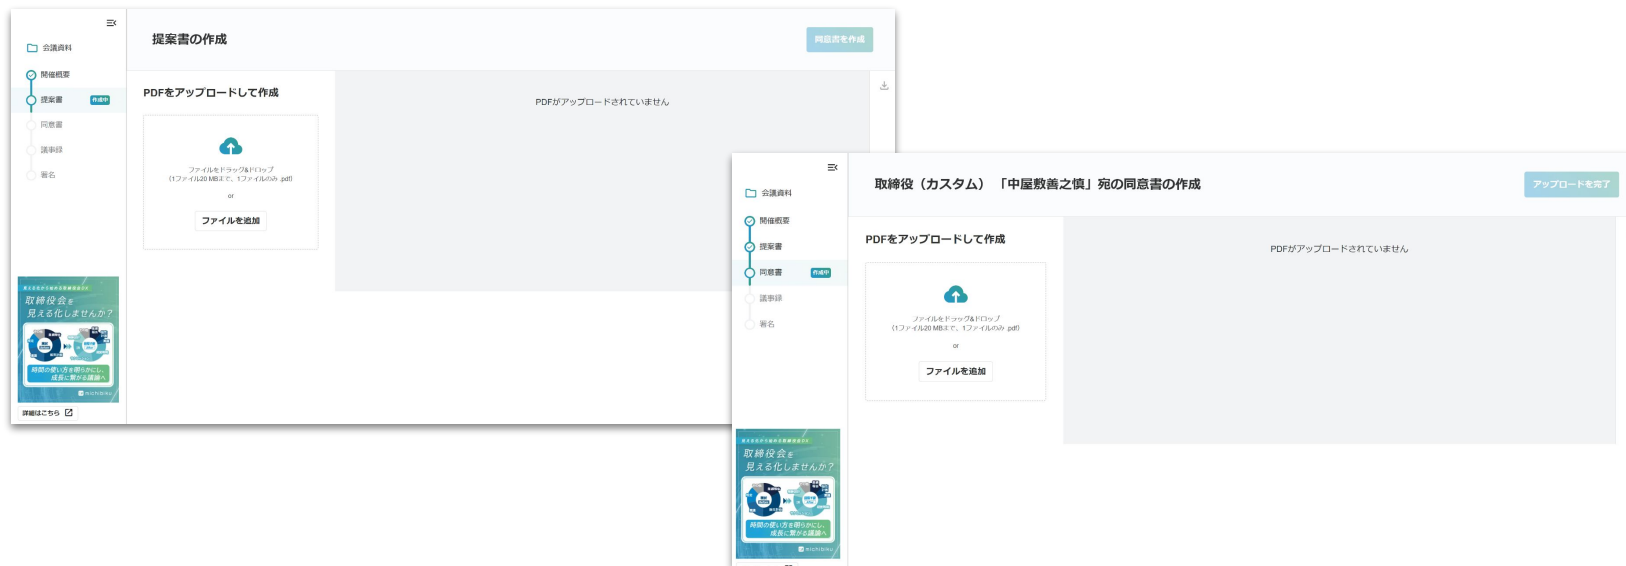 会議資料
開催概要
提案書
作成中
同意書
議事録
署名
取締役会を
見える化しませんか?
時間の使い方を明らかにし、
成長に繋がる議論へ
michibiku
詳細はこちら
提案書の作成
同意書を作成
PDFをアップロードして作成
ファイルをドラッグ&ドロップ
(1ファイル20 MBまで、1ファイルのみ .pdf)
or
ファイルを追加
PDFがアップロードされていません
会議資料
開催概要
提案書
同意書
作成中
議事録
署名
取締役会を
見える化しませんか?
時間の使い方を明らかにし、
成長に繋がる議論へ
michibiku
取締役(カスタム)「中屋敷善之慎」宛の同意書の作成
アップロードを完了
PDFをアップロードして作成
ファイルをドラッグ&ドロップ
(1ファイル20 MBまで、1ファイルのみ .pdf)
or
ファイルを追加
PDFがアップロードされていません